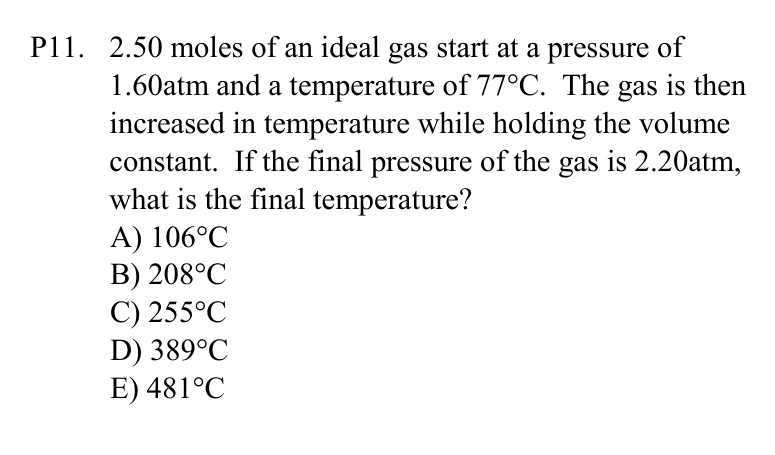 P11. 2.50 moles of an ideal gas start at a pressure of
1.60atm and a temperature of 77°C. The gas is then
increased in temperature while holding the volume
constant. If the final pressure of the gas is 2.20atm,
what is the final temperature?
A) 106°C
B) 208°C
C) 255°C
D) 389°C
E) 481°C